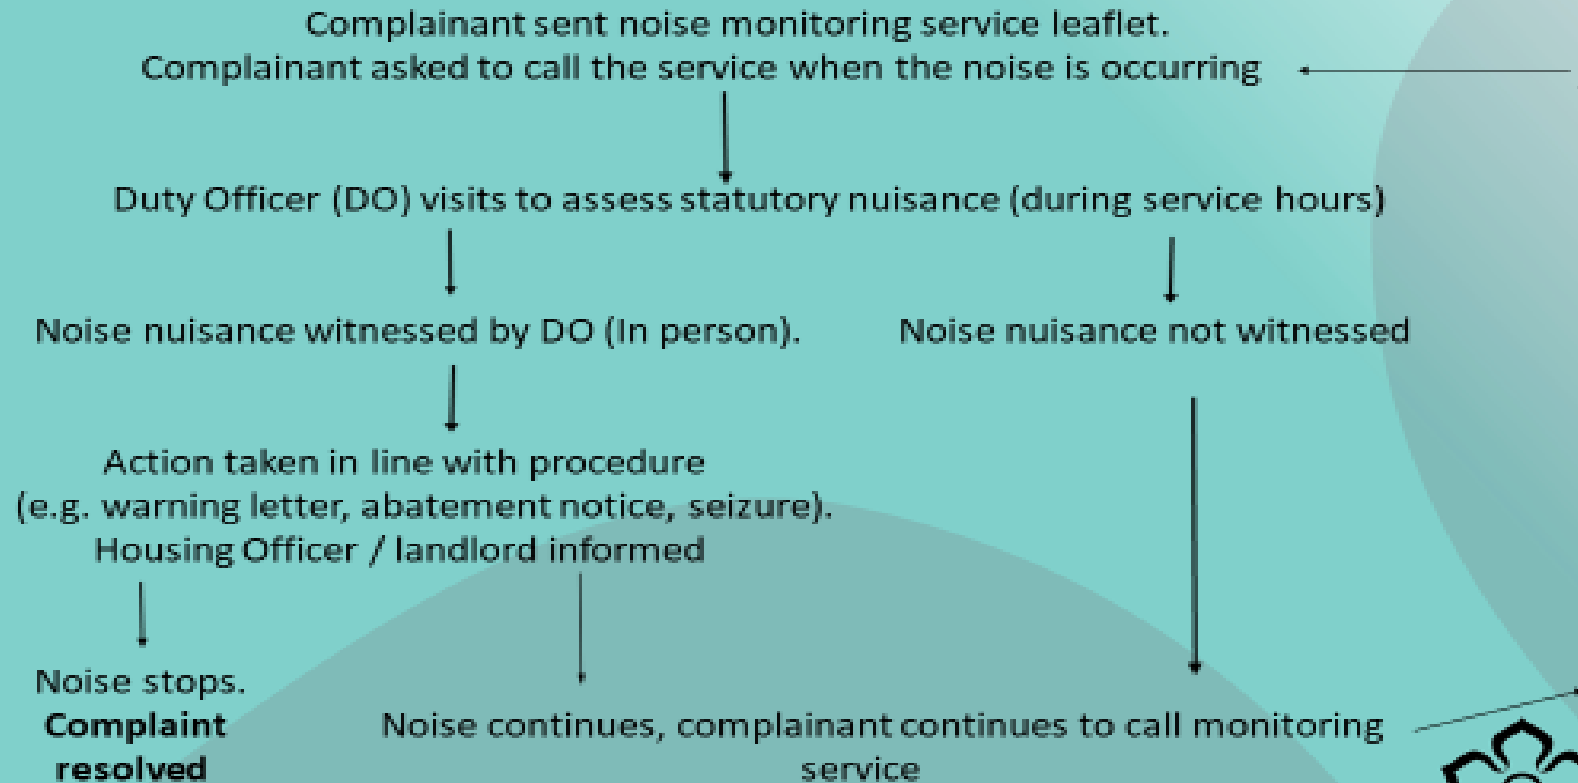 Complainant sent noise monitoring service leaflet.
Complainant asked to call the service when the noise is occurring
Duty Officer (DO) visits to assess statutory nuisance (during service hours)
Noise nuisance witnessed by DO (In person).
Noise nuisance not witnessed
Action taken in line with procedure
(e.g. warning letter, abatement notice, seizure).
Housing Officer / landlord informed
Noise stops.
Complaint
resolved
Noise continues, complainant continues to call monitoring
service